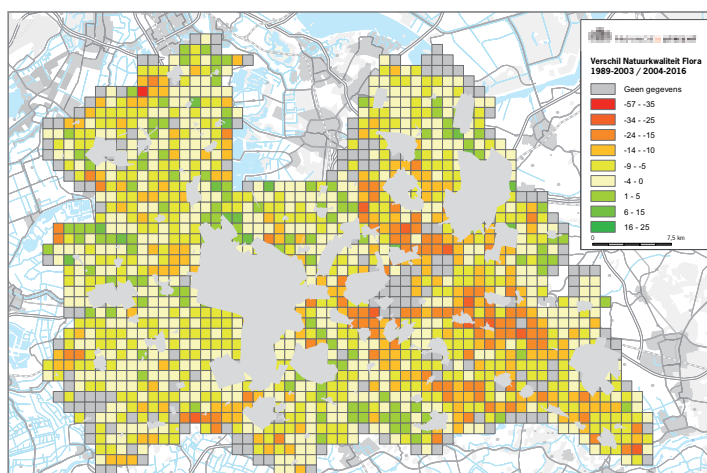 Verschil Natuurkwaliteit Flora
1989-2003 / 2004-2016
Geen gegevens
-57 - -35
-34 - -25
-24 - -15
-14 - -10
-9 - -5
-4 - 0
1 - 5
6 - 15
16 - 25
0 7,5 km